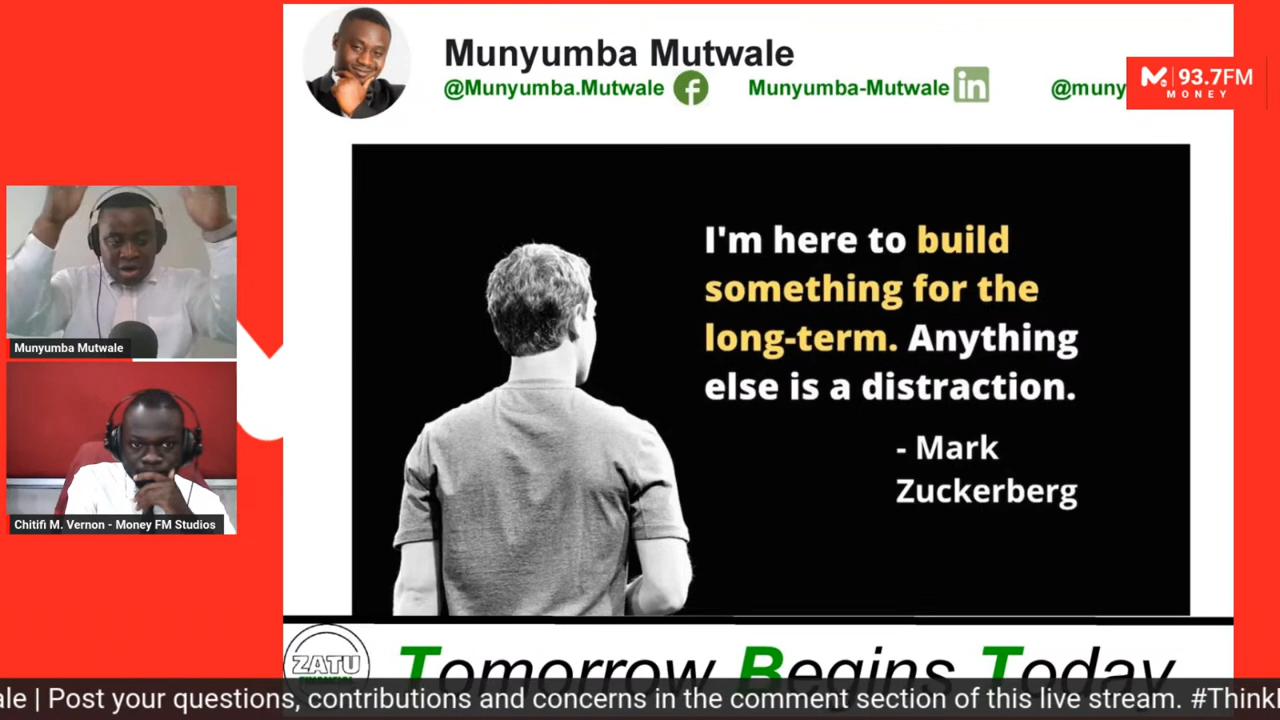 Munyumba Mutwale
@Munyumba.Mutwale Munyumba-Mutwale in @muny
M 93.7FM
MONEY
I'm here to build
something for the
long-term. Anything
else is a distraction.
- Mark
Zuckerberg
Munyumba Mutwale
Chitifi M. Vernon - Money FM Studios
ZATU
Tomorrow Begins Today
ale | Post your questions, contributions and concerns in the comment section of this live stream. #Think